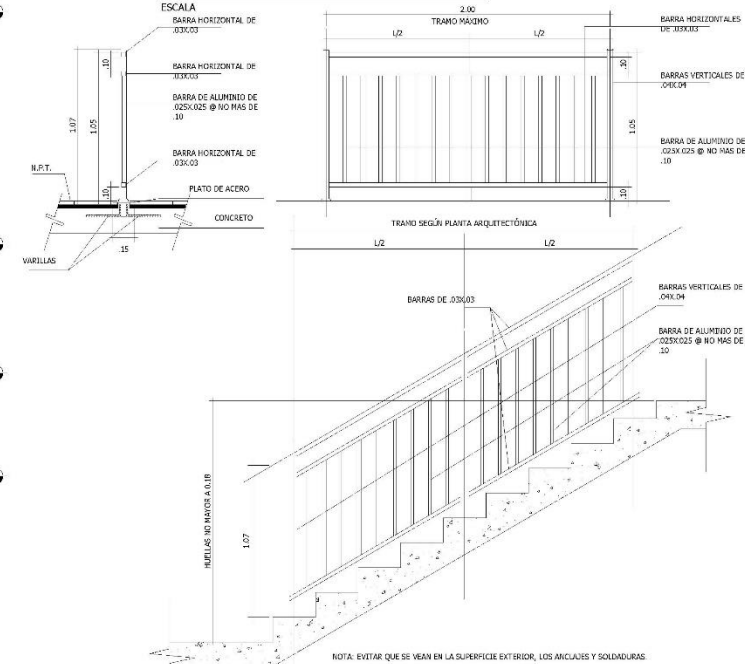 ESCALA
BARRA HORIZONTAL DE
.03X.03
BARRA HORIZONTAL DE
.03X.03
BARRA DE ALUMINIO DE
.025X.025 @ NO MAS DE
.10
BARRA HORIZONTAL DE
.03X.03
.10
1.07
1.05
.10
N.P.T.
PLATO DE ACERO
CONCRETO
.15
VARILLAS
2.00
TRAMO MÁXIMO
L/2
L/2
BARRA HORIZONTALES
DE .03X.03
.10
BARRAS VERTICALES DE
.04X.04
1.05
BARRA DE ALUMINIO DE
.025X.025 @ NO MAS DE
.10
.10
TRAMO SEGÚN PLANTA ARQUITECTÓNICA
L/2
L/2
BARRAS DE .03X.03
BARRAS VERTICALES DE
.04X.04
BARRA DE ALUMINIO DE
.025X.025 @ NO MAS DE
.10
HUELLAS NO MAYOR A 0.18
1.07
NOTA: EVITAR QUE SE VEAN EN LA SUPERFICIE EXTERIOR, LOS ANCLAJES Y SOLDADURAS.